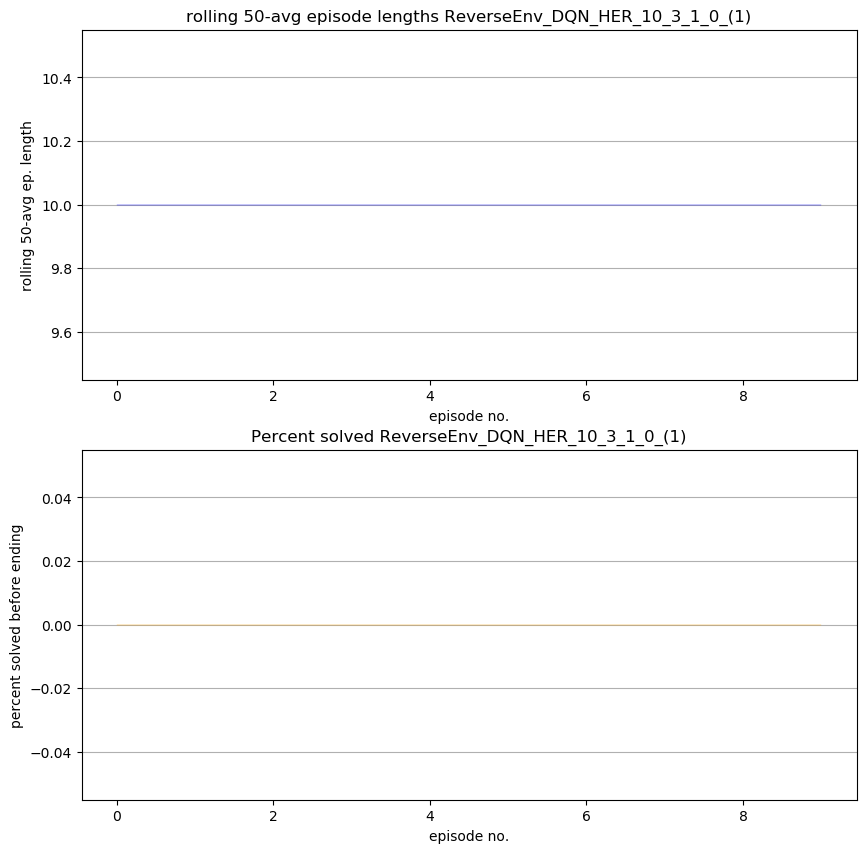 rolling 50-avg episode lengths ReverseEnv_DQN_HER_10_3_1_0_(1)
rolling 50-avg ep. length
10.4
10.2
10.0
9.8
9.6
0 2 4 6 8
episode no.
Percent solved ReverseEnv_DQN_HER_10_3_1_0_(1)
percent solved before ending
0.04
0.02
0.00
−0.02
−0.04
0 2 4 6 8
episode no.